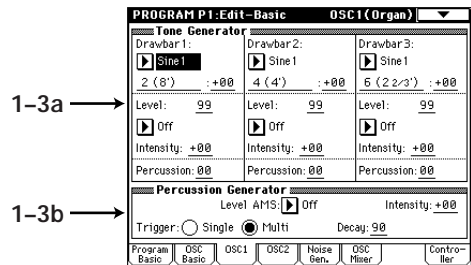 PROGRAM P1:Edit-Basic OSC1(Organ)
Tone Generator
Drawbar1: Drawbar2: Drawbar3:
Sine1 Sine1 Sine1
2 (8') :+00 4 (4') :+00 6 (2 2/3') :+00
1–3a
Level: 99 Level: 99 Level: 99
Off Off Off
Intensity: +00 Intensity: +00 Intensity: +00
Percussion: 00 Percussion: 00 Percussion: 00
Percussion Generator
1–3b
Level AMS: Off Intensity: +00
Trigger: Single Multi Decay: 90
Program Basic OSC Basic OSC1 OSC2 Noise Gen. OSC Mixer Contro- ller